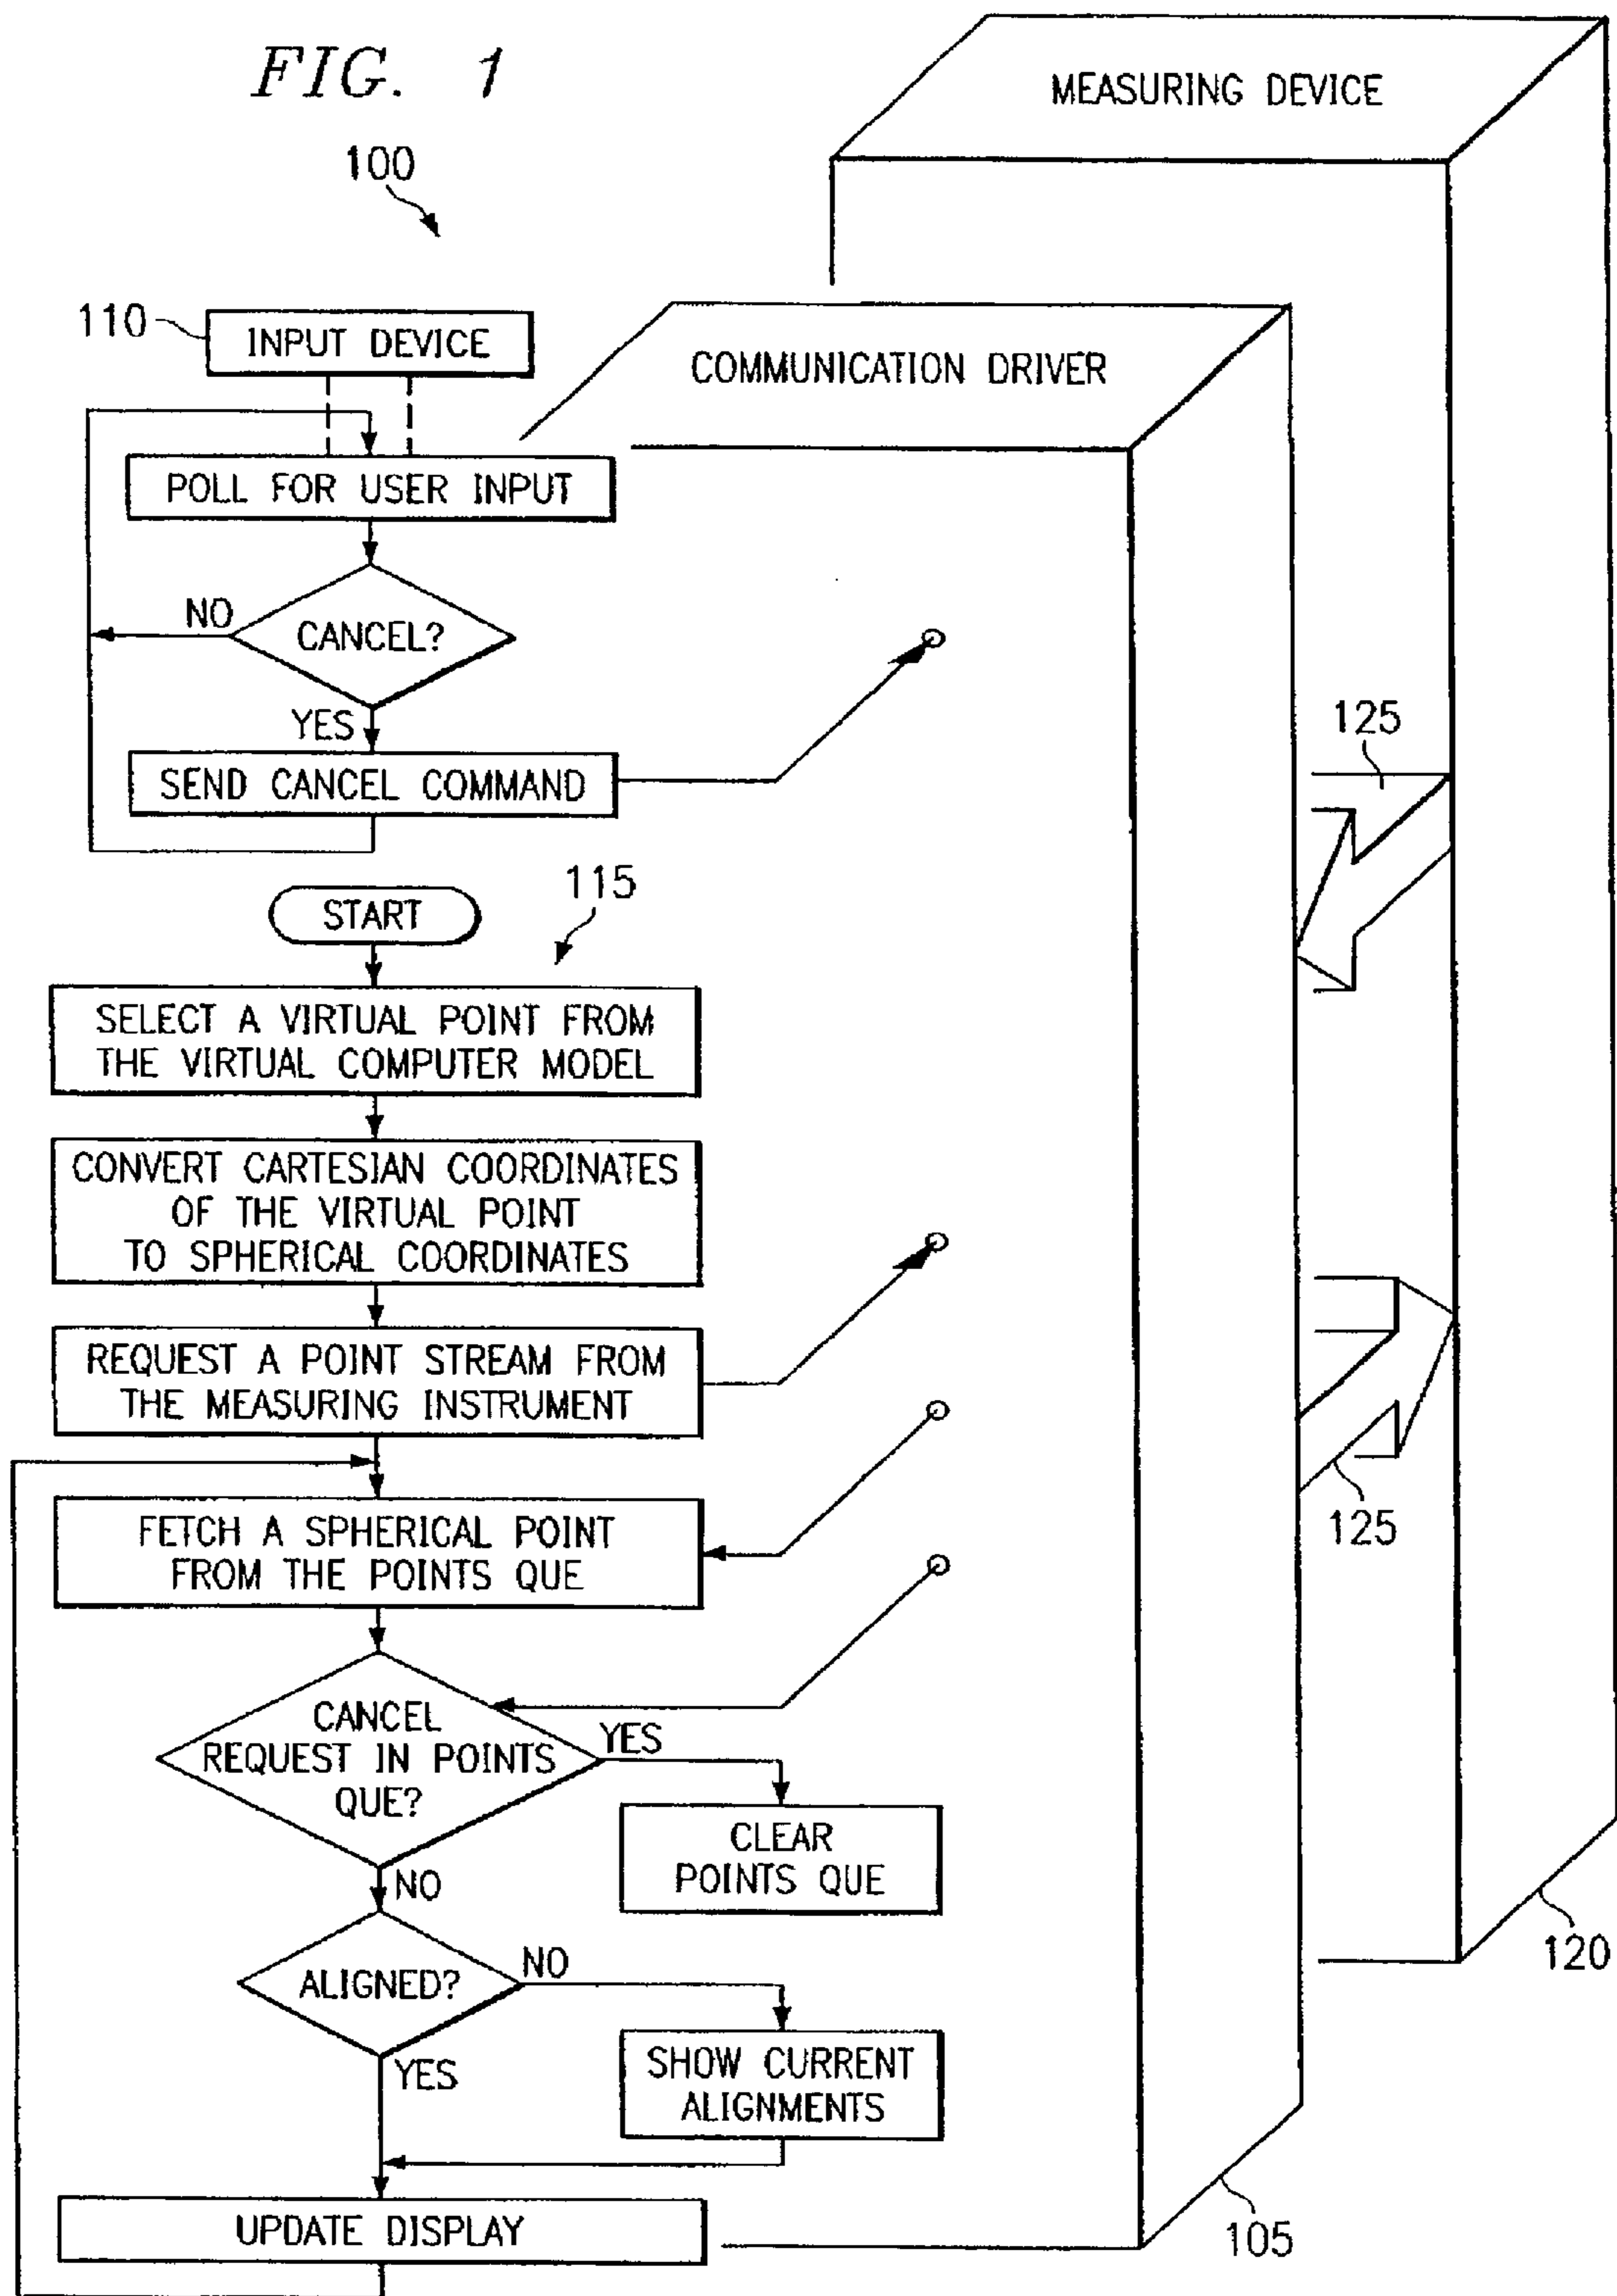 FIG. 1
100
MEASURING DEVICE
110
INPUT DEVICE
COMMUNICATION DRIVER
POLL FOR USER INPUT
NO
CANCEL?
YES
SEND CANCEL COMMAND
125
START
115
SELECT A VIRTUAL POINT FROM
THE VIRTUAL COMPUTER MODEL
CONVERT CARTESIAN COORDINATES
OF THE VIRTUAL POINT
TO SPHERICAL COORDINATES
REQUEST A POINT STREAM FROM
THE MEASURING INSTRUMENT
125
FETCH A SPHERICAL POINT
FROM THE POINTS QUE
CANCEL
REQUEST IN POINTS
QUE?
YES
CLEAR
POINTS QUE
NO
ALIGNED?
NO
YES
SHOW CURRENT
ALIGNMENTS
UPDATE DISPLAY
120
105